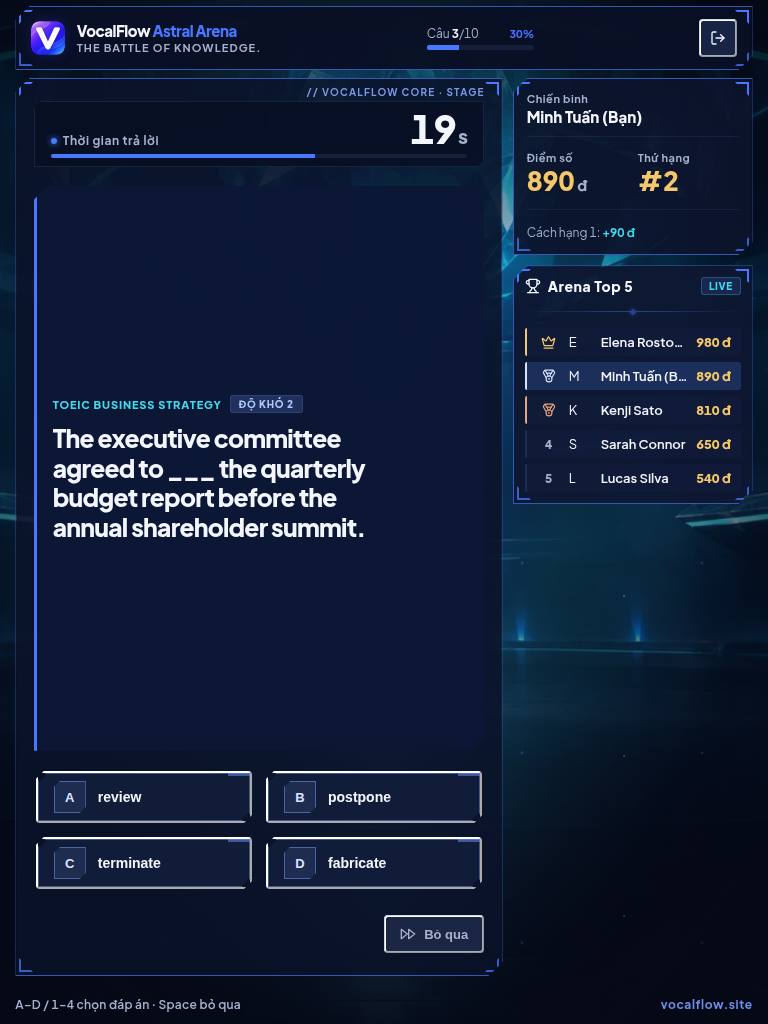 VocalFlow Astral Arena
THE BATTLE OF KNOWLEDGE.
Câu 3/10 30%
// VOCALFLOW CORE · STAGE
Thời gian trả lời 19s
TOEIC BUSINESS STRATEGY ĐỘ KHÓ 2
The executive committee
agreed to ___ the quarterly
budget report before the
annual shareholder summit.
A review
B postpone
C terminate
D fabricate
Bỏ qua
Chiến binh
Minh Tuấn (Bạn)
Điểm số Thứ hạng
890 đ #2
Cách hạng 1: +90 đ
Arena Top 5 LIVE
E Elena Rosto... 980 đ
M Minh Tuấn (B... 890 đ
K Kenji Sato 810 đ
4 S Sarah Connor 650 đ
5 L Lucas Silva 540 đ
A–D / 1–4 chọn đáp án · Space bỏ qua
vocalflow.site